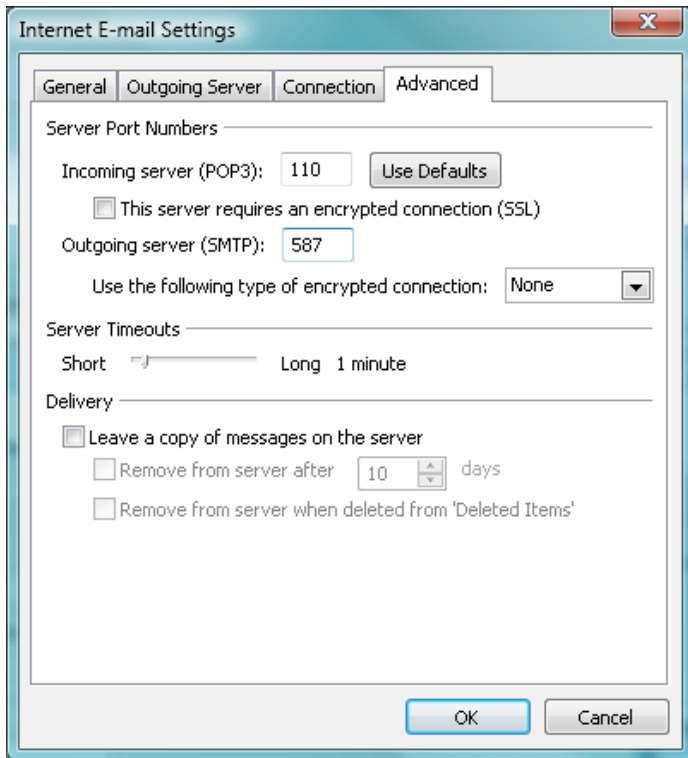 Internet E-mail Settings
General Outgoing Server Connection Advanced
Server Port Numbers
Incoming server (POP3): 110 Use Defaults
This server requires an encrypted connection (SSL)
Outgoing server (SMTP): 587
Use the following type of encrypted connection: None
Server Timeouts
Short Long 1 minute
Delivery
Leave a copy of messages on the server
Remove from server after 10 days
Remove from server when deleted from 'Deleted Items'
OK Cancel